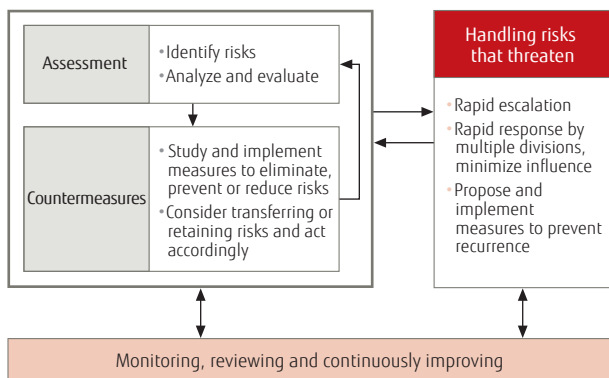 Assessment
• Identify risks
• Analyze and evaluate
Countermeasures
• Study and implement
measures to eliminate,
prevent or reduce risks
• Consider transferring or
retaining risks and act
accordingly
Handling risks
that threaten
• Rapid escalation
• Rapid response by
multiple divisions,
minimize influence
• Propose and
implement
measures to prevent
recurrence
Monitoring, reviewing and continuously improving